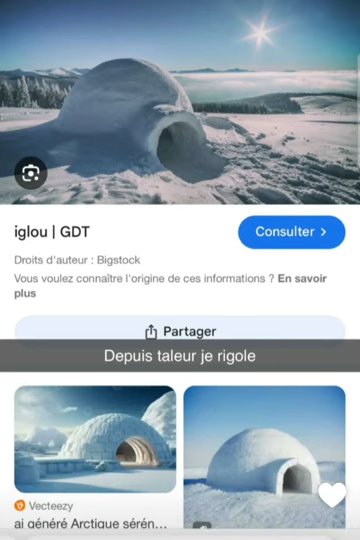 iglou | GDT
Consulter
Droits d'auteur : Bigstock
Vous voulez connaître l'origine de ces informations ? En savoir
plus
Partager
Depuis taleur je rigole
Vecteezy
ai généré Arctique sérén...